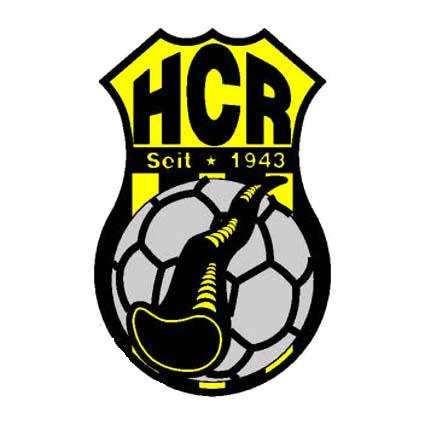 HCR
Seit ★ 1943